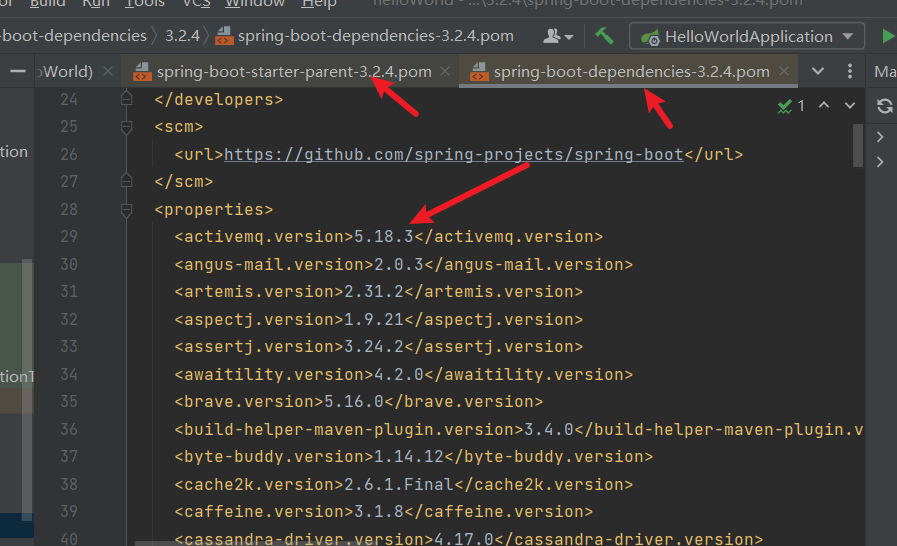 Build Run Tools VCS Window Help helloWorld - ...\3.2.4\spring-boot-dependencies-3.2.4.pom
-boot-dependencies 3.2.4 spring-boot-dependencies-3.2.4.pom HelloWorldApplication
oWorld) spring-boot-starter-parent-3.2.4.pom spring-boot-dependencies-3.2.4.pom Ma
24 </developers> 1
25 <scm>
tion
26 <url>https://github.com/spring-projects/spring-boot</url>
27 </scm>
28 <properties>
29 <activemq.version>5.18.3</activemq.version>
30 <angus-mail.version>2.0.3</angus-mail.version>
31 <artemis.version>2.31.2</artemis.version>
32 <aspectj.version>1.9.21</aspectj.version>
33 <assertj.version>3.24.2</assertj.version>
tionT
34 <awaitility.version>4.2.0</awaitility.version>
35 <brave.version>5.16.0</brave.version>
36 <build-helper-maven-plugin.version>3.4.0</build-helper-maven-plugin.v
37 <byte-buddy.version>1.14.12</byte-buddy.version>
38 <cache2k.version>2.6.1.Final</cache2k.version>
39 <caffeine.version>3.1.8</caffeine.version>
40 <cassandra-driver.version>4.17.0</cassandra-driver.version>